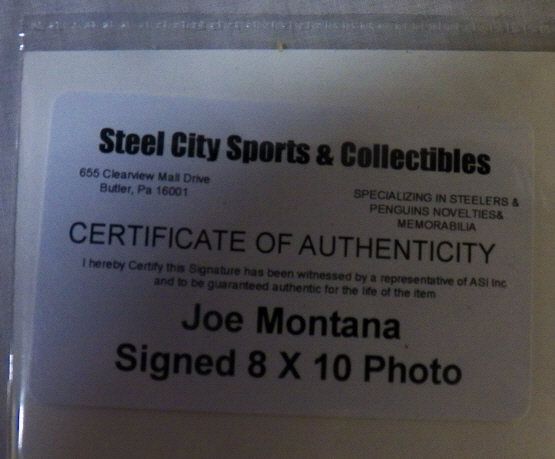 Steel City Sports & Collectibles
655 Clearview Mall Drive
Butler, Pa 16001
SPECIALIZING IN STEELERS &
PENGUINS NOVELTIES&
MEMORABILIA
CERTIFICATE OF AUTHENTICITY
I hereby Certify this Signature has been witnessed by a representative of ASI Inc
and to be guaranteed authentic for the life of the item
Joe Montana
Signed 8 X 10 Photo